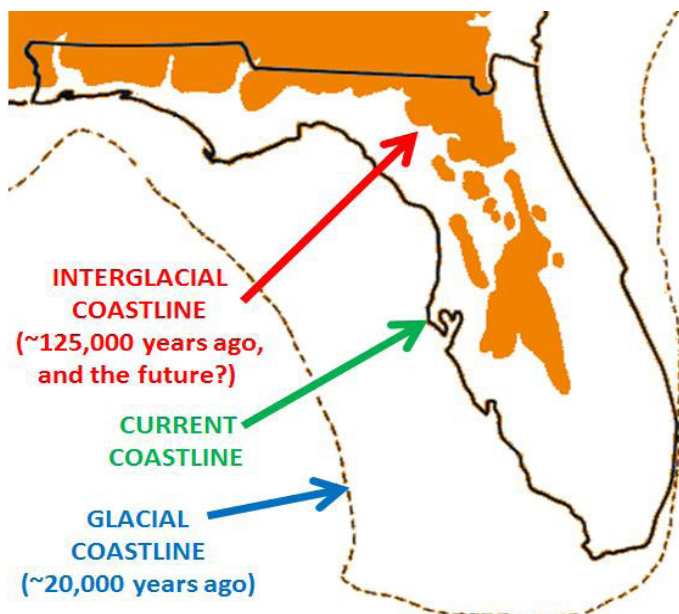 INTERGLACIAL
COASTLINE
(~125,000 years ago,
and the future?)
CURRENT
COASTLINE
GLACIAL
COASTLINE
(~20,000 years ago)